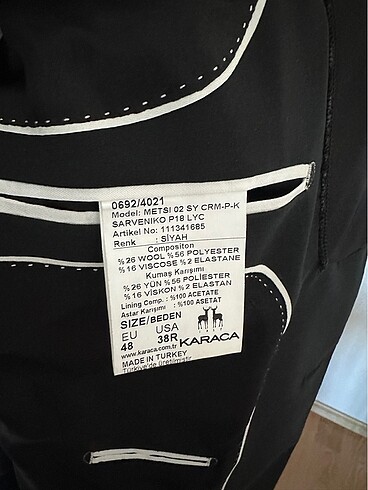 0692/4021
Model: METSI 02 SY CRM-P-K
SARVENIKO P18 LYC
Artikel No: 111341685
Renk : SİYAH
Compositon
%26 WOOL %56 POLYESTER
%16 VISCOSE %2 ELASTANE
Kumaş Karışımı
%26 YÜN %56 POLİESTER
%16 VİSKON %2 ELASTAN
Lining Comp. : %100 ACETATE
Astar Karışımı : %100 ASETAT
SIZE/BEDEN
EU USA
48 38R
KARACA
www.karaca.com.tr
MADE IN TURKEY
Türkiye'de üretilmiştir.